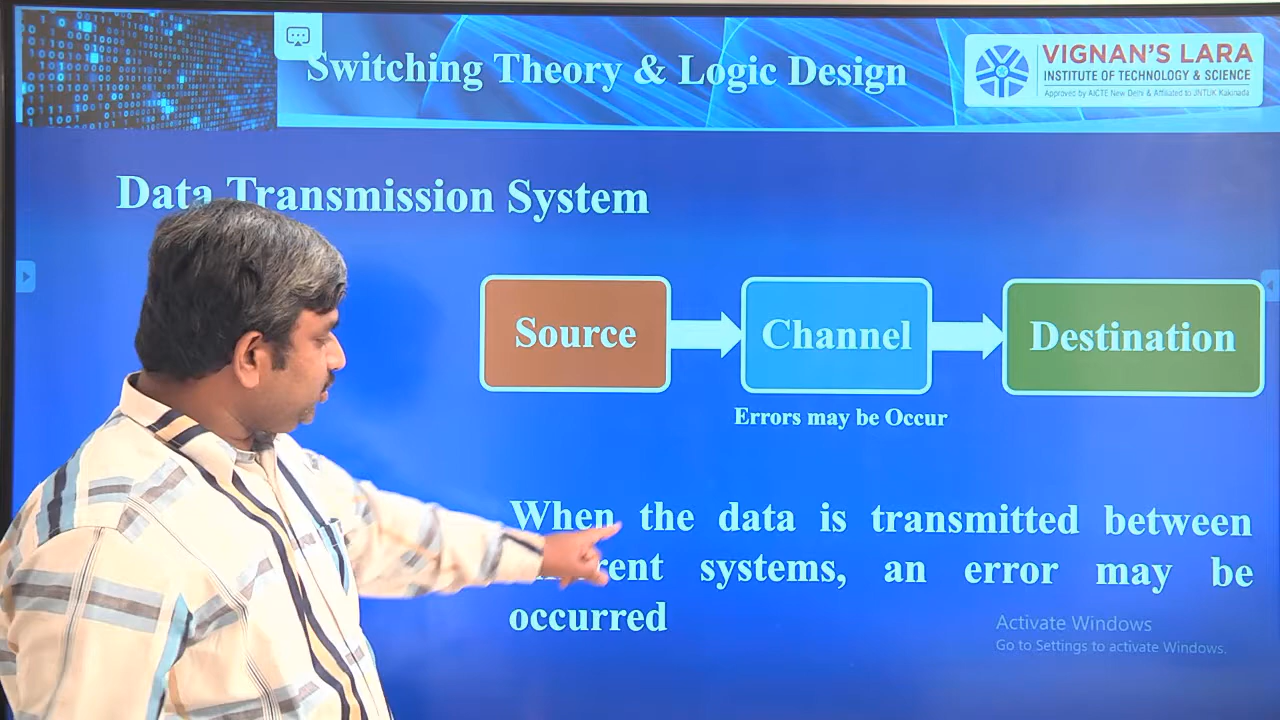 Switching Theory & Logic Design
VIGNAN'S LARA
INSTITUTE OF TECHNOLOGY & SCIENCE
Approved by AICTE New Delhi & Affiliated to JNTUK Kakinada
Data Transmission System
Source
Channel
Destination
Errors may be Occur
When the data is transmitted between
systems, an error may be
occurred
Activate Windows
Go to Settings to activate Windows.